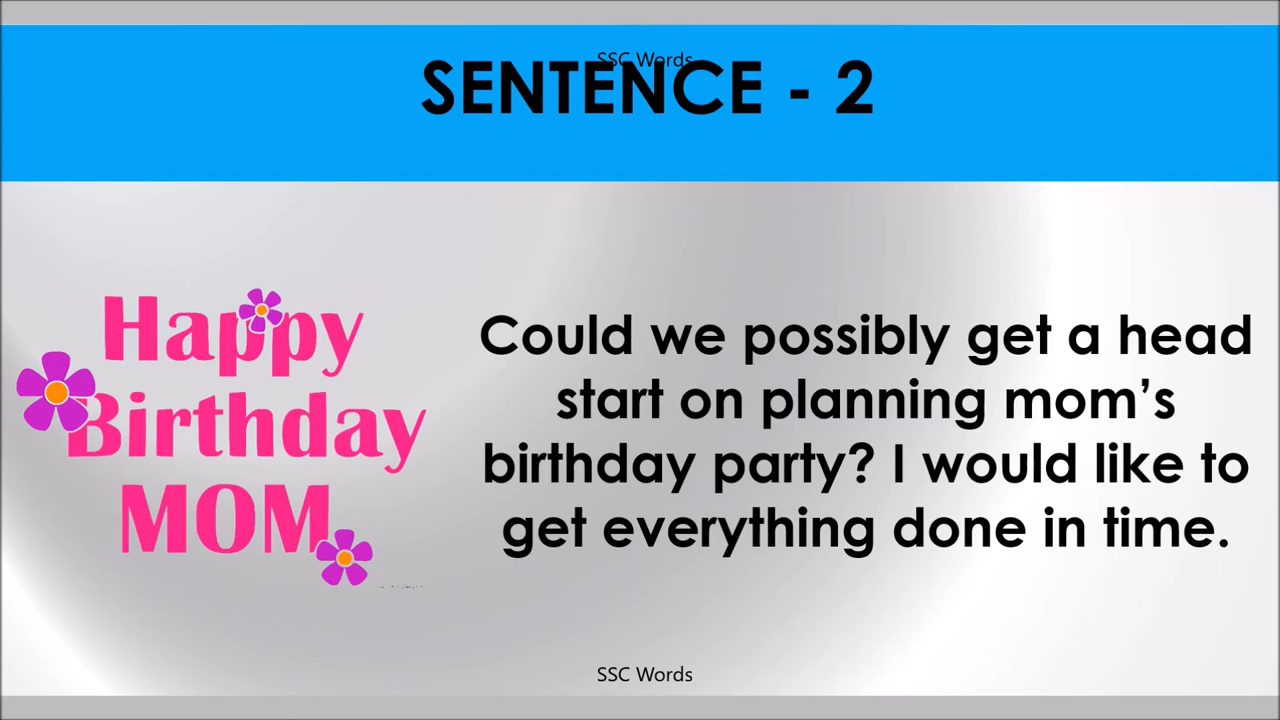 SSC Words
SENTENCE - 2
Happy
Birthday
MOM
Could we possibly get a head
start on planning mom’s
birthday party? I would like to
get everything done in time.
SSC Words